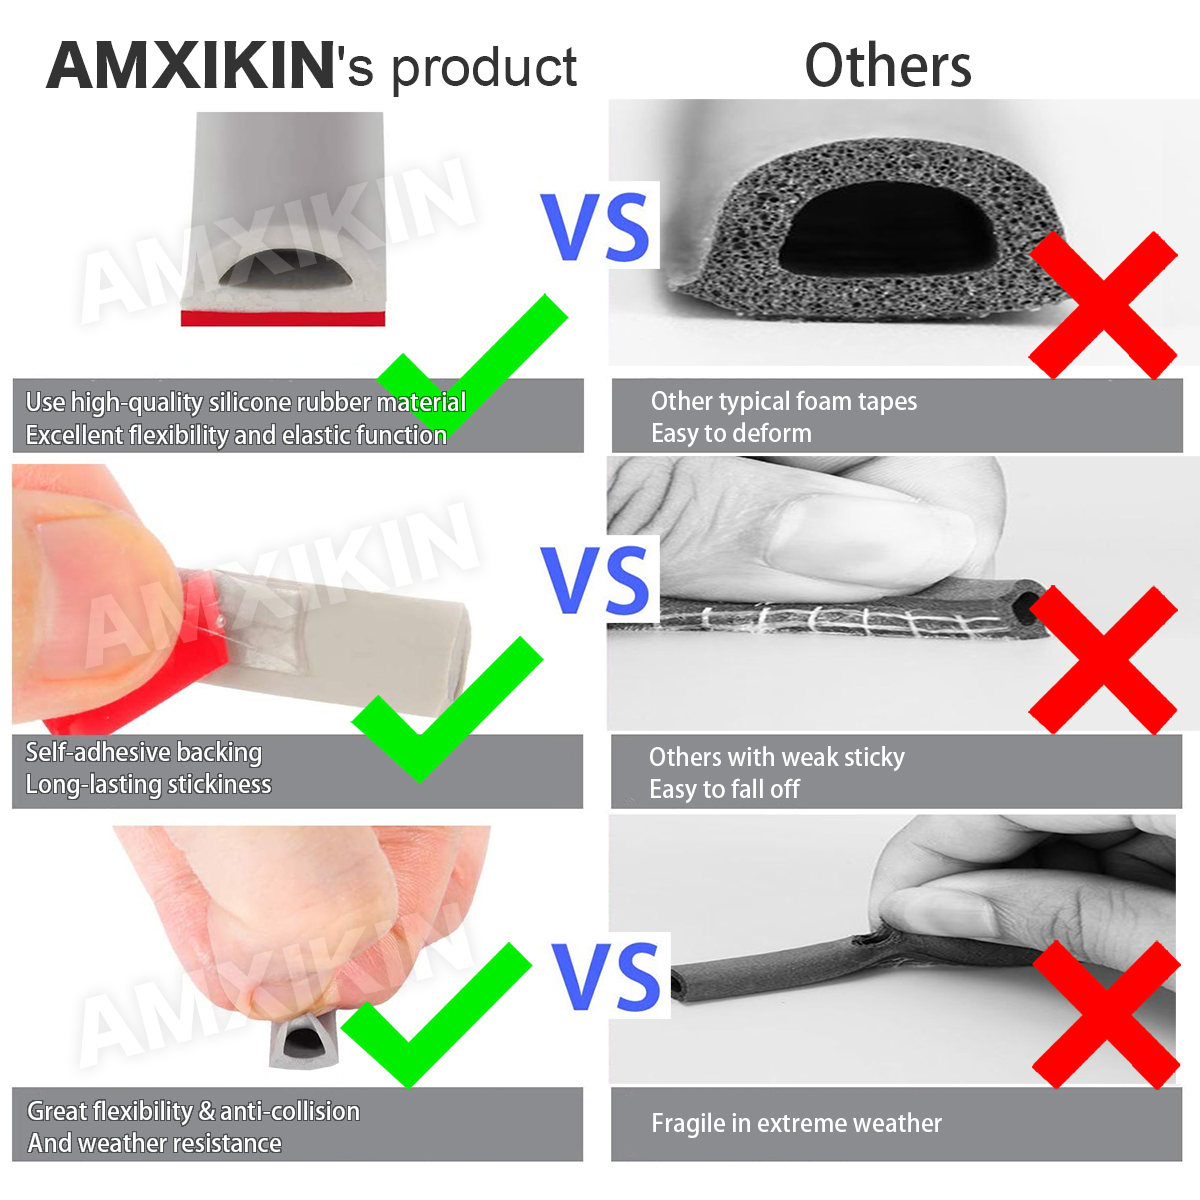 AMXIKIN's product
Others
AMXIKIN
VS
Use high-quality silicone rubber material
Excellent flexibility and elastic function
Other typical foam tapes
Easy to deform
AMXIKIN
VS
Self-adhesive backing
Long-lasting stickiness
Others with weak sticky
Easy to fall off
AMXIKIN
VS
Great flexibility & anti-collision
And weather resistance
Fragile in extreme weather